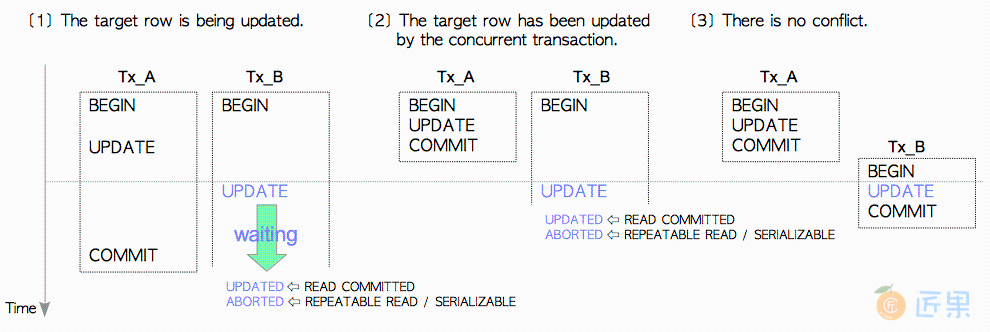 〔1〕 The target row is being updated.
Tx_A
Tx_B
BEGIN
BEGIN
UPDATE
UPDATE
waiting
COMMIT
UPDATED ⇦ READ COMMITTED
ABORTED ⇦ REPEATABLE READ / SERIALIZABLE
〔2〕 The target row has been updated
by the concurrent transaction.
Tx_A
Tx_B
BEGIN
BEGIN
UPDATE
COMMIT
UPDATE
UPDATED ⇦ READ COMMITTED
ABORTED ⇦ REPEATABLE READ / SERIALIZABLE
〔3〕 There is no conflict.
Tx_A
BEGIN
UPDATE
COMMIT
Tx_B
BEGIN
UPDATE
COMMIT
Time
匠果